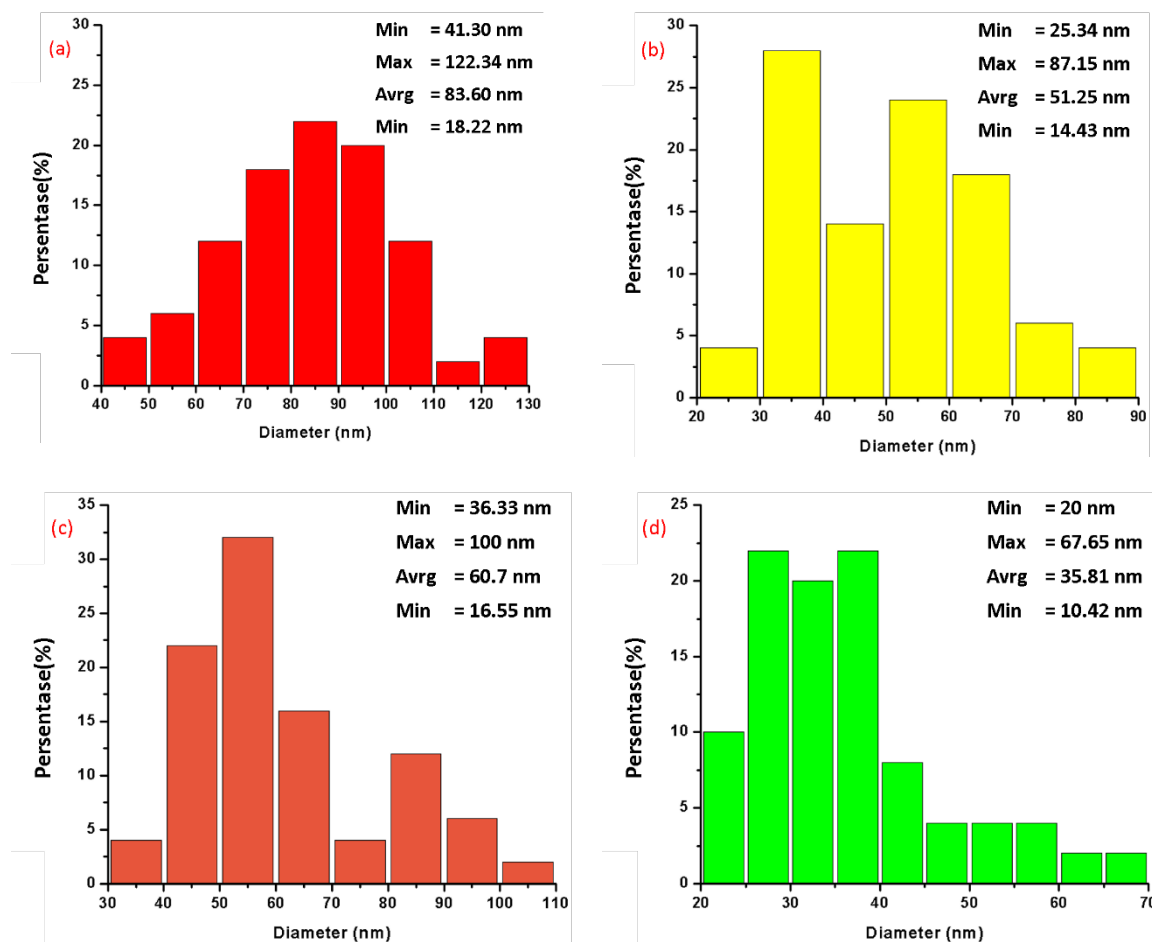 (a)
Min = 41.30 nm
Max = 122.34 nm
Avrg = 83.60 nm
Min = 18.22 nm
Persentase(%)
30
25
20
15
10
5
0
40 50 60 70 80 90 100 110 120 130
Diameter (nm)
(b)
Min = 25.34 nm
Max = 87.15 nm
Avrg = 51.25 nm
Min = 14.43 nm
Persentase(%)
30
25
20
15
10
5
0
20 30 40 50 60 70 80 90
Diameter (nm)
(c)
Min = 36.33 nm
Max = 100 nm
Avrg = 60.7 nm
Min = 16.55 nm
Persentase(%)
35
30
25
20
15
10
5
0
30 40 50 60 70 80 90 100 110
Diameter (nm)
(d)
Min = 20 nm
Max = 67.65 nm
Avrg = 35.81 nm
Min = 10.42 nm
Persentase(%)
25
20
15
10
5
0
20 30 40 50 60 70
Diameter (nm)